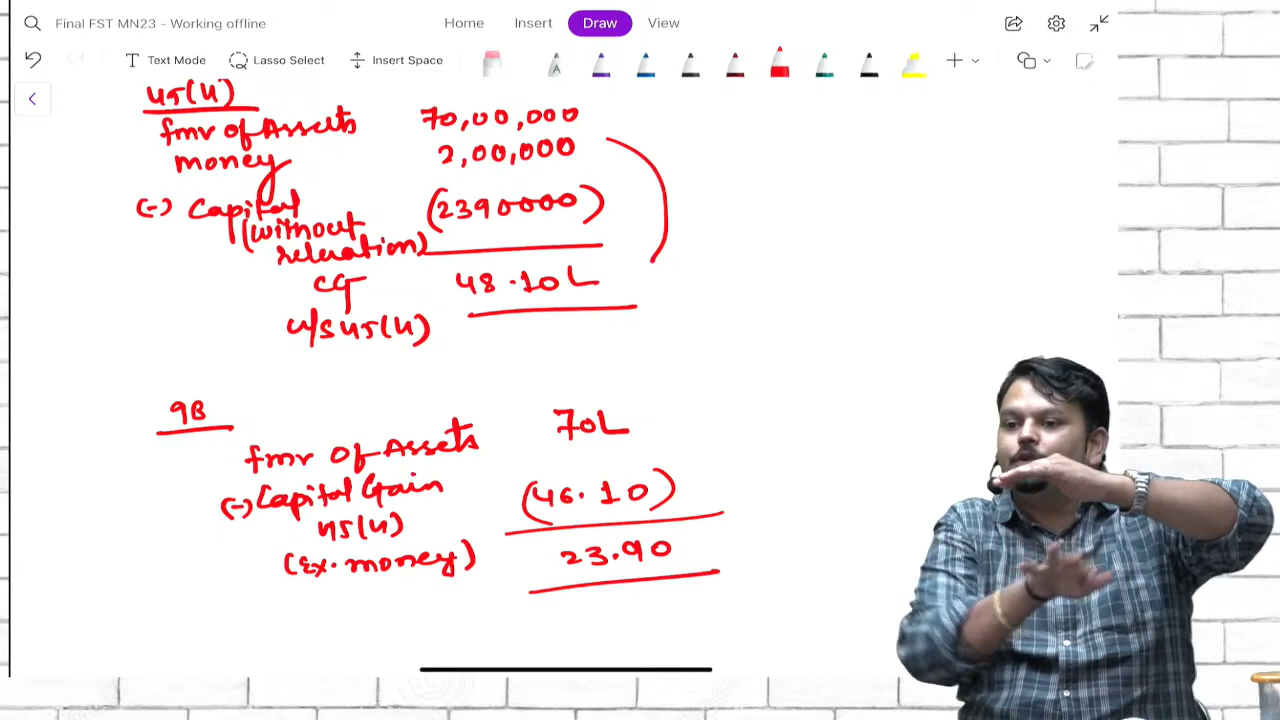 Final FST MN23 - Working offline
Home Insert Draw View
Text Mode Lasso Select Insert Space
45(4)
fmv of Assets 70,00,000
money 2,00,000
(-) Capital (2390000)
(without
releration)
CG 48.10L
u/s 45(4)
9B
fmv of Assets 70L
(-) Capital Gain (46.10)
45(4)
(Ex. money) 23.90